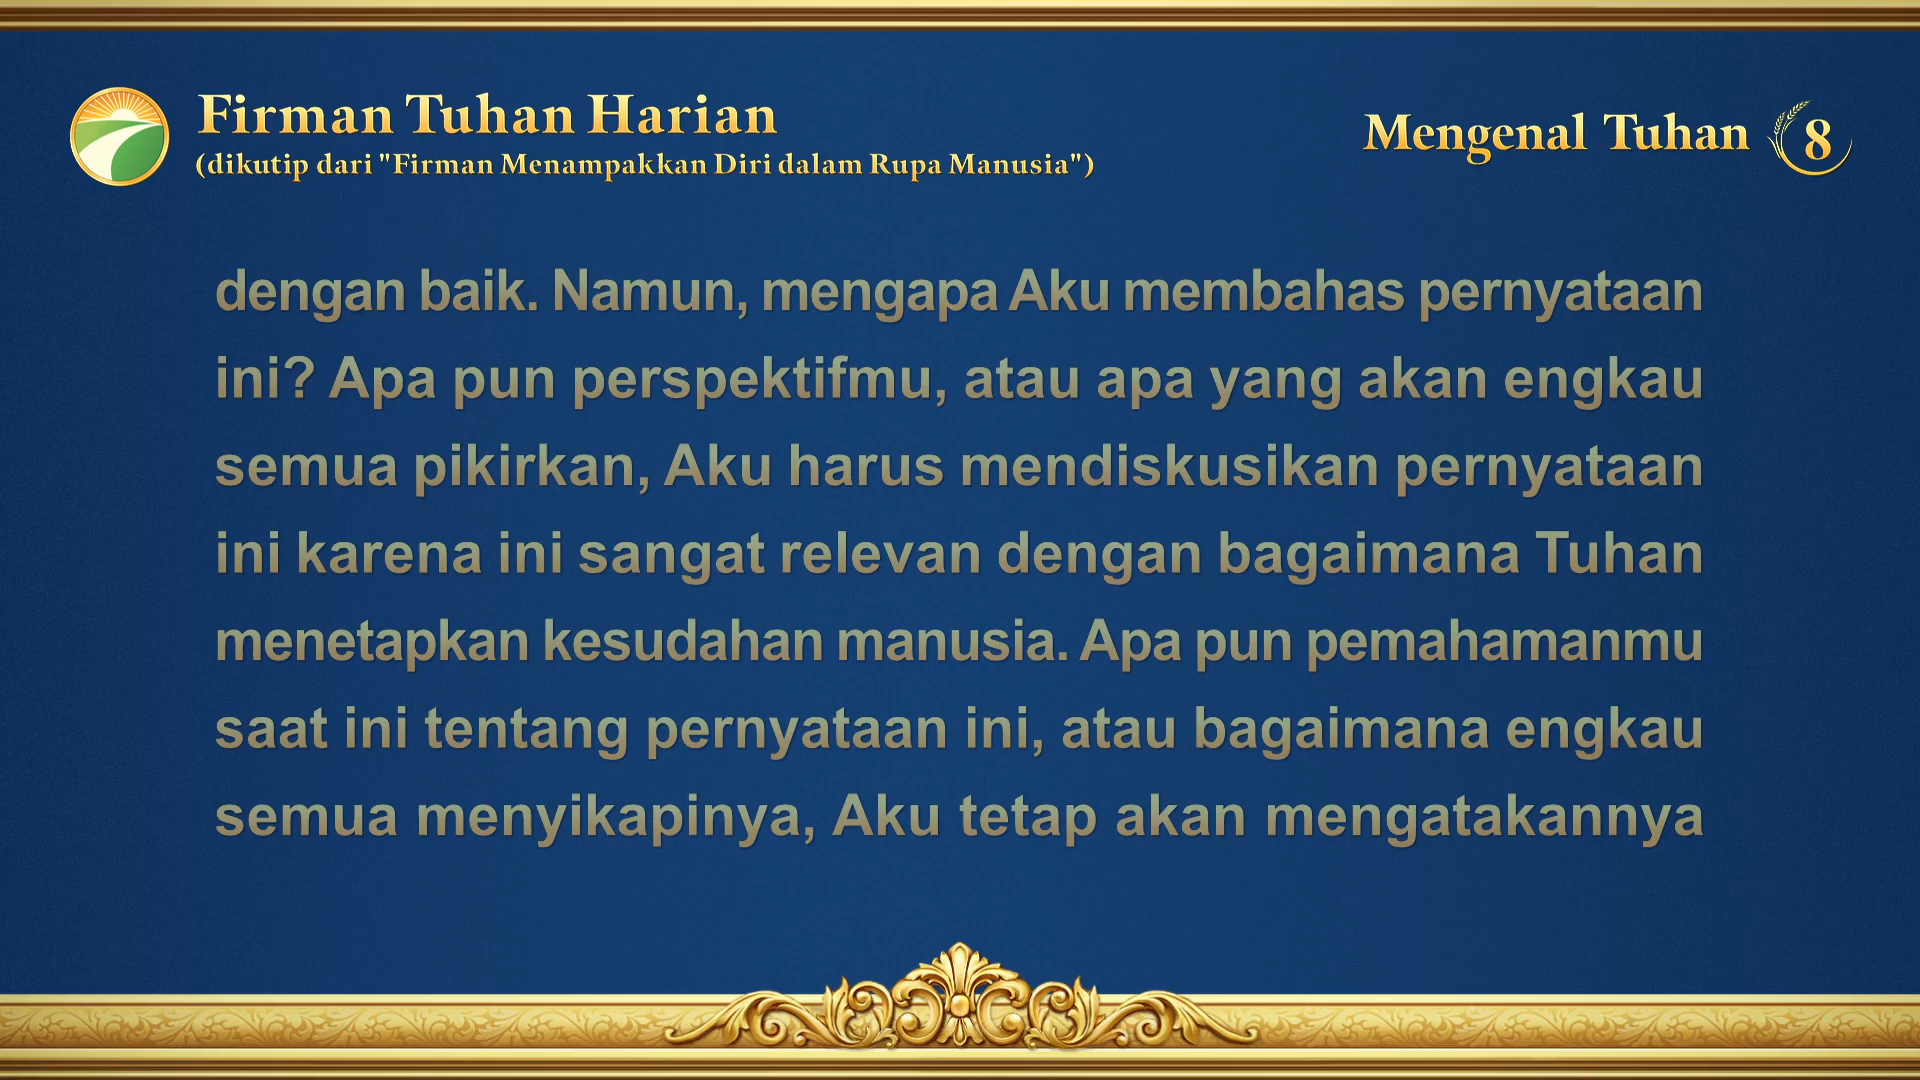 Firman Tuhan Harian
(dikutip dari "Firman Menampakkan Diri dalam Rupa Manusia")
Mengenal Tuhan 8
dengan baik. Namun, mengapa Aku membahas pernyataan
ini? Apa pun perspektifmu, atau apa yang akan engkau
semua pikirkan, Aku harus mendiskusikan pernyataan
ini karena ini sangat relevan dengan bagaimana Tuhan
menetapkan kesudahan manusia. Apa pun pemahamanmu
saat ini tentang pernyataan ini, atau bagaimana engkau
semua menyikapinya, Aku tetap akan mengatakannya